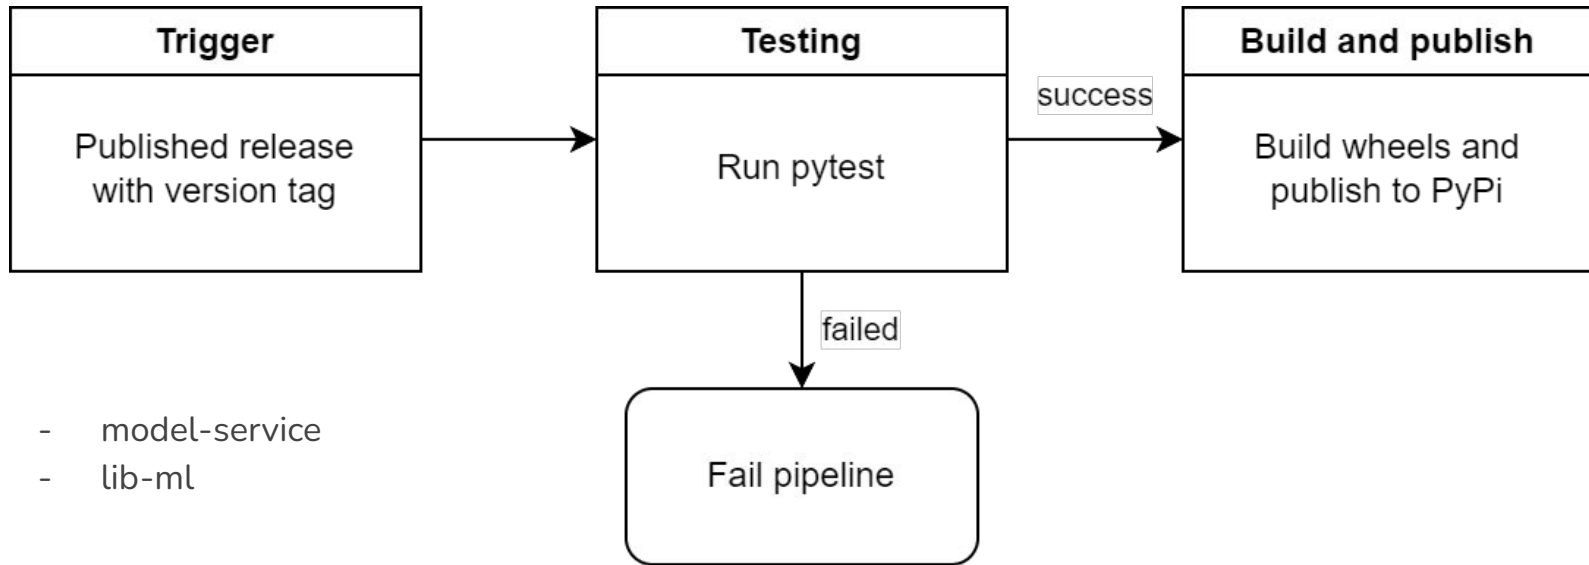 Trigger
Published release
with version tag
Testing
Run pytest
success
Build and publish
Build wheels and
publish to PyPi
failed
Fail pipeline
- model-service
- lib-ml